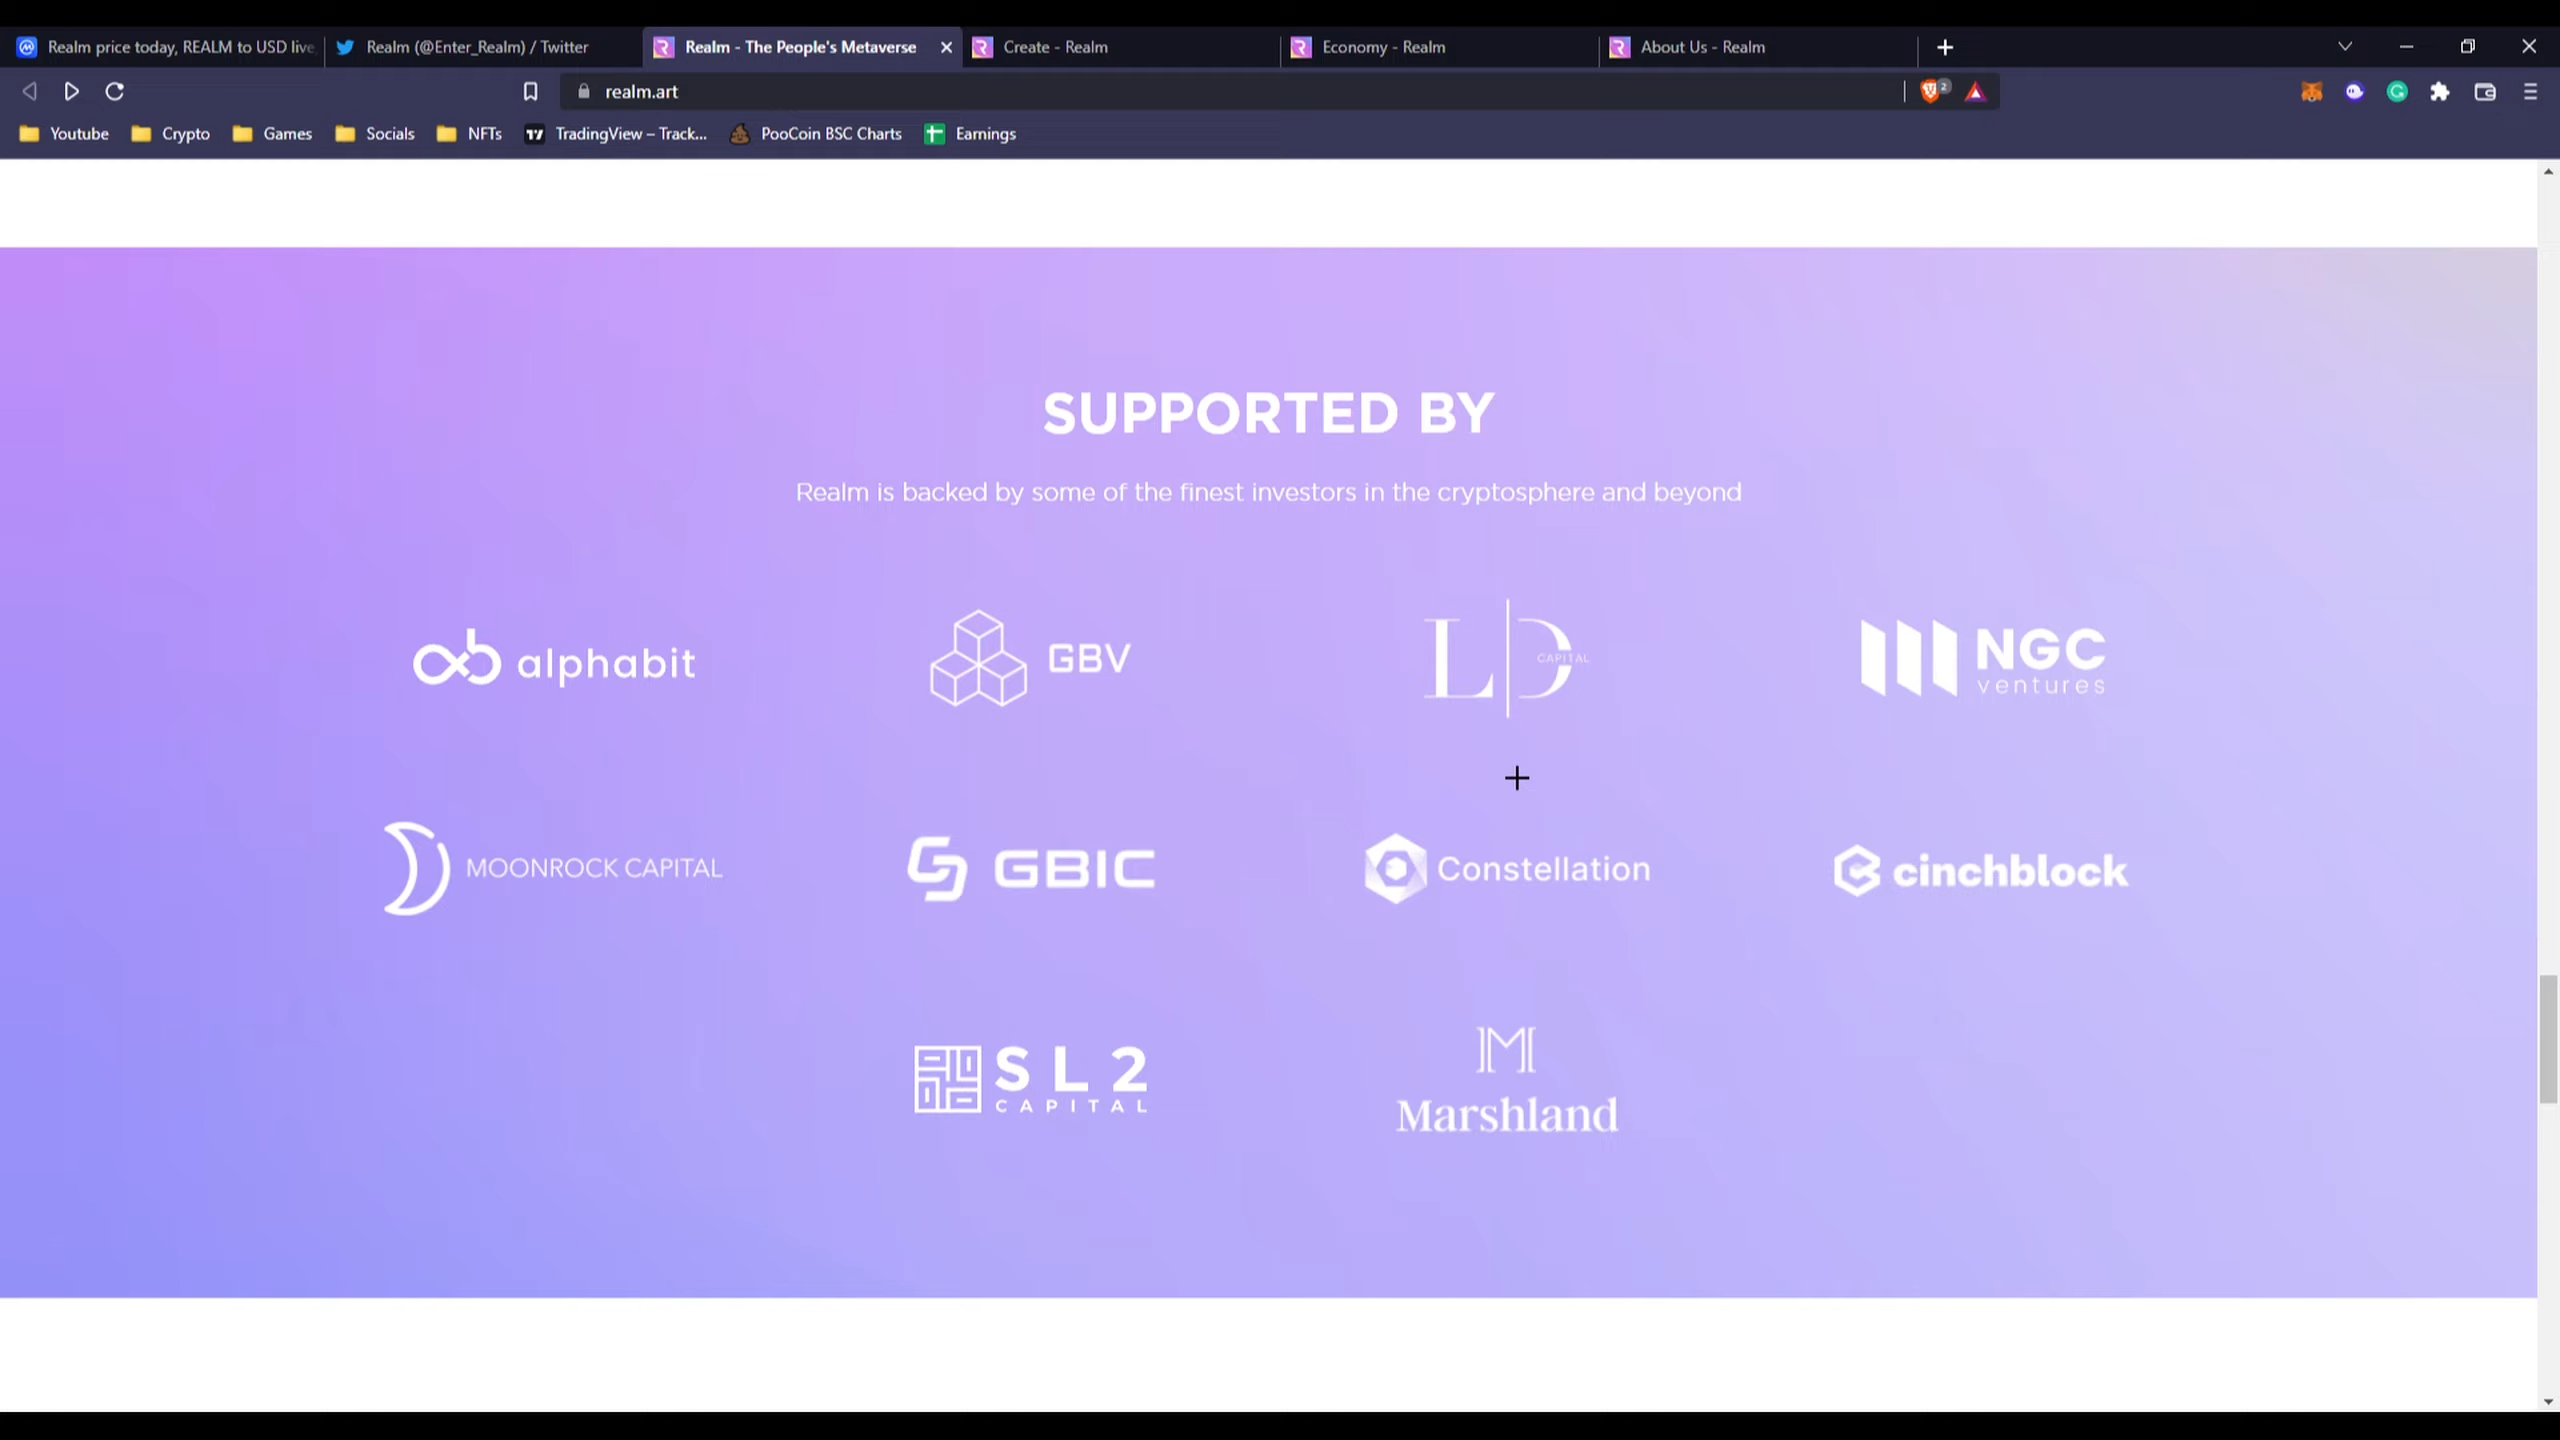 Realm price today, REALM to USD live,
Realm (@Enter_Realm) / Twitter
Realm - The People's Metaverse
Create - Realm
Economy - Realm
About Us - Realm
realm.art
2
Youtube
Crypto
Games
Socials
NFTs
TradingView – Track...
PooCoin BSC Charts
Earnings
SUPPORTED BY
Realm is backed by some of the finest investors in the cryptosphere and beyond
alphabit
GBV
LD
CAPITAL
NGC
ventures
MOONROCK CAPITAL
GBIC
Constellation
cinchblock
SL2
CAPITAL
M
Marshland